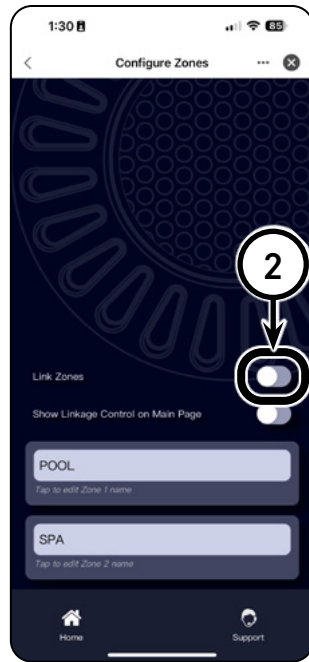 1:30
85
Configure Zones
2
Link Zones
Show Linkage Control on Main Page
POOL
Tap to edit Zone 1 name
SPA
Tap to edit Zone 2 name
Home
Support